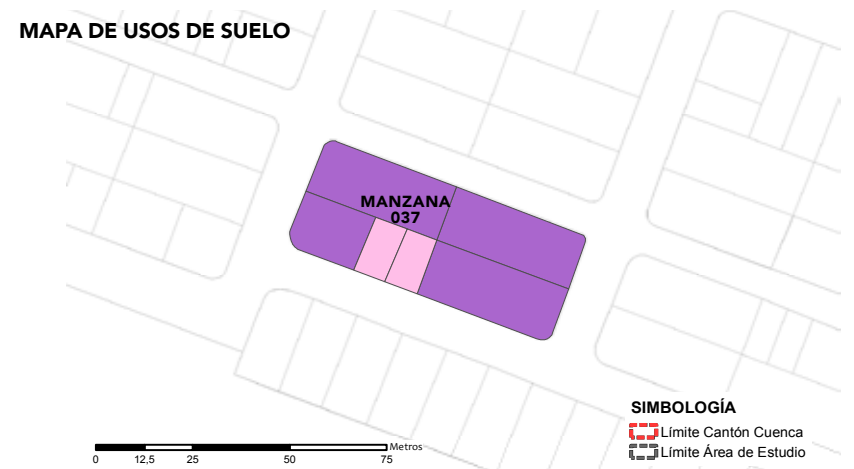 MAPA DE USOS DE SUELO
MANZANA
037
SIMBOLOGÍA
Límite Cantón Cuenca
Límite Área de Estudio
Metros
0 12,5 25 50 75